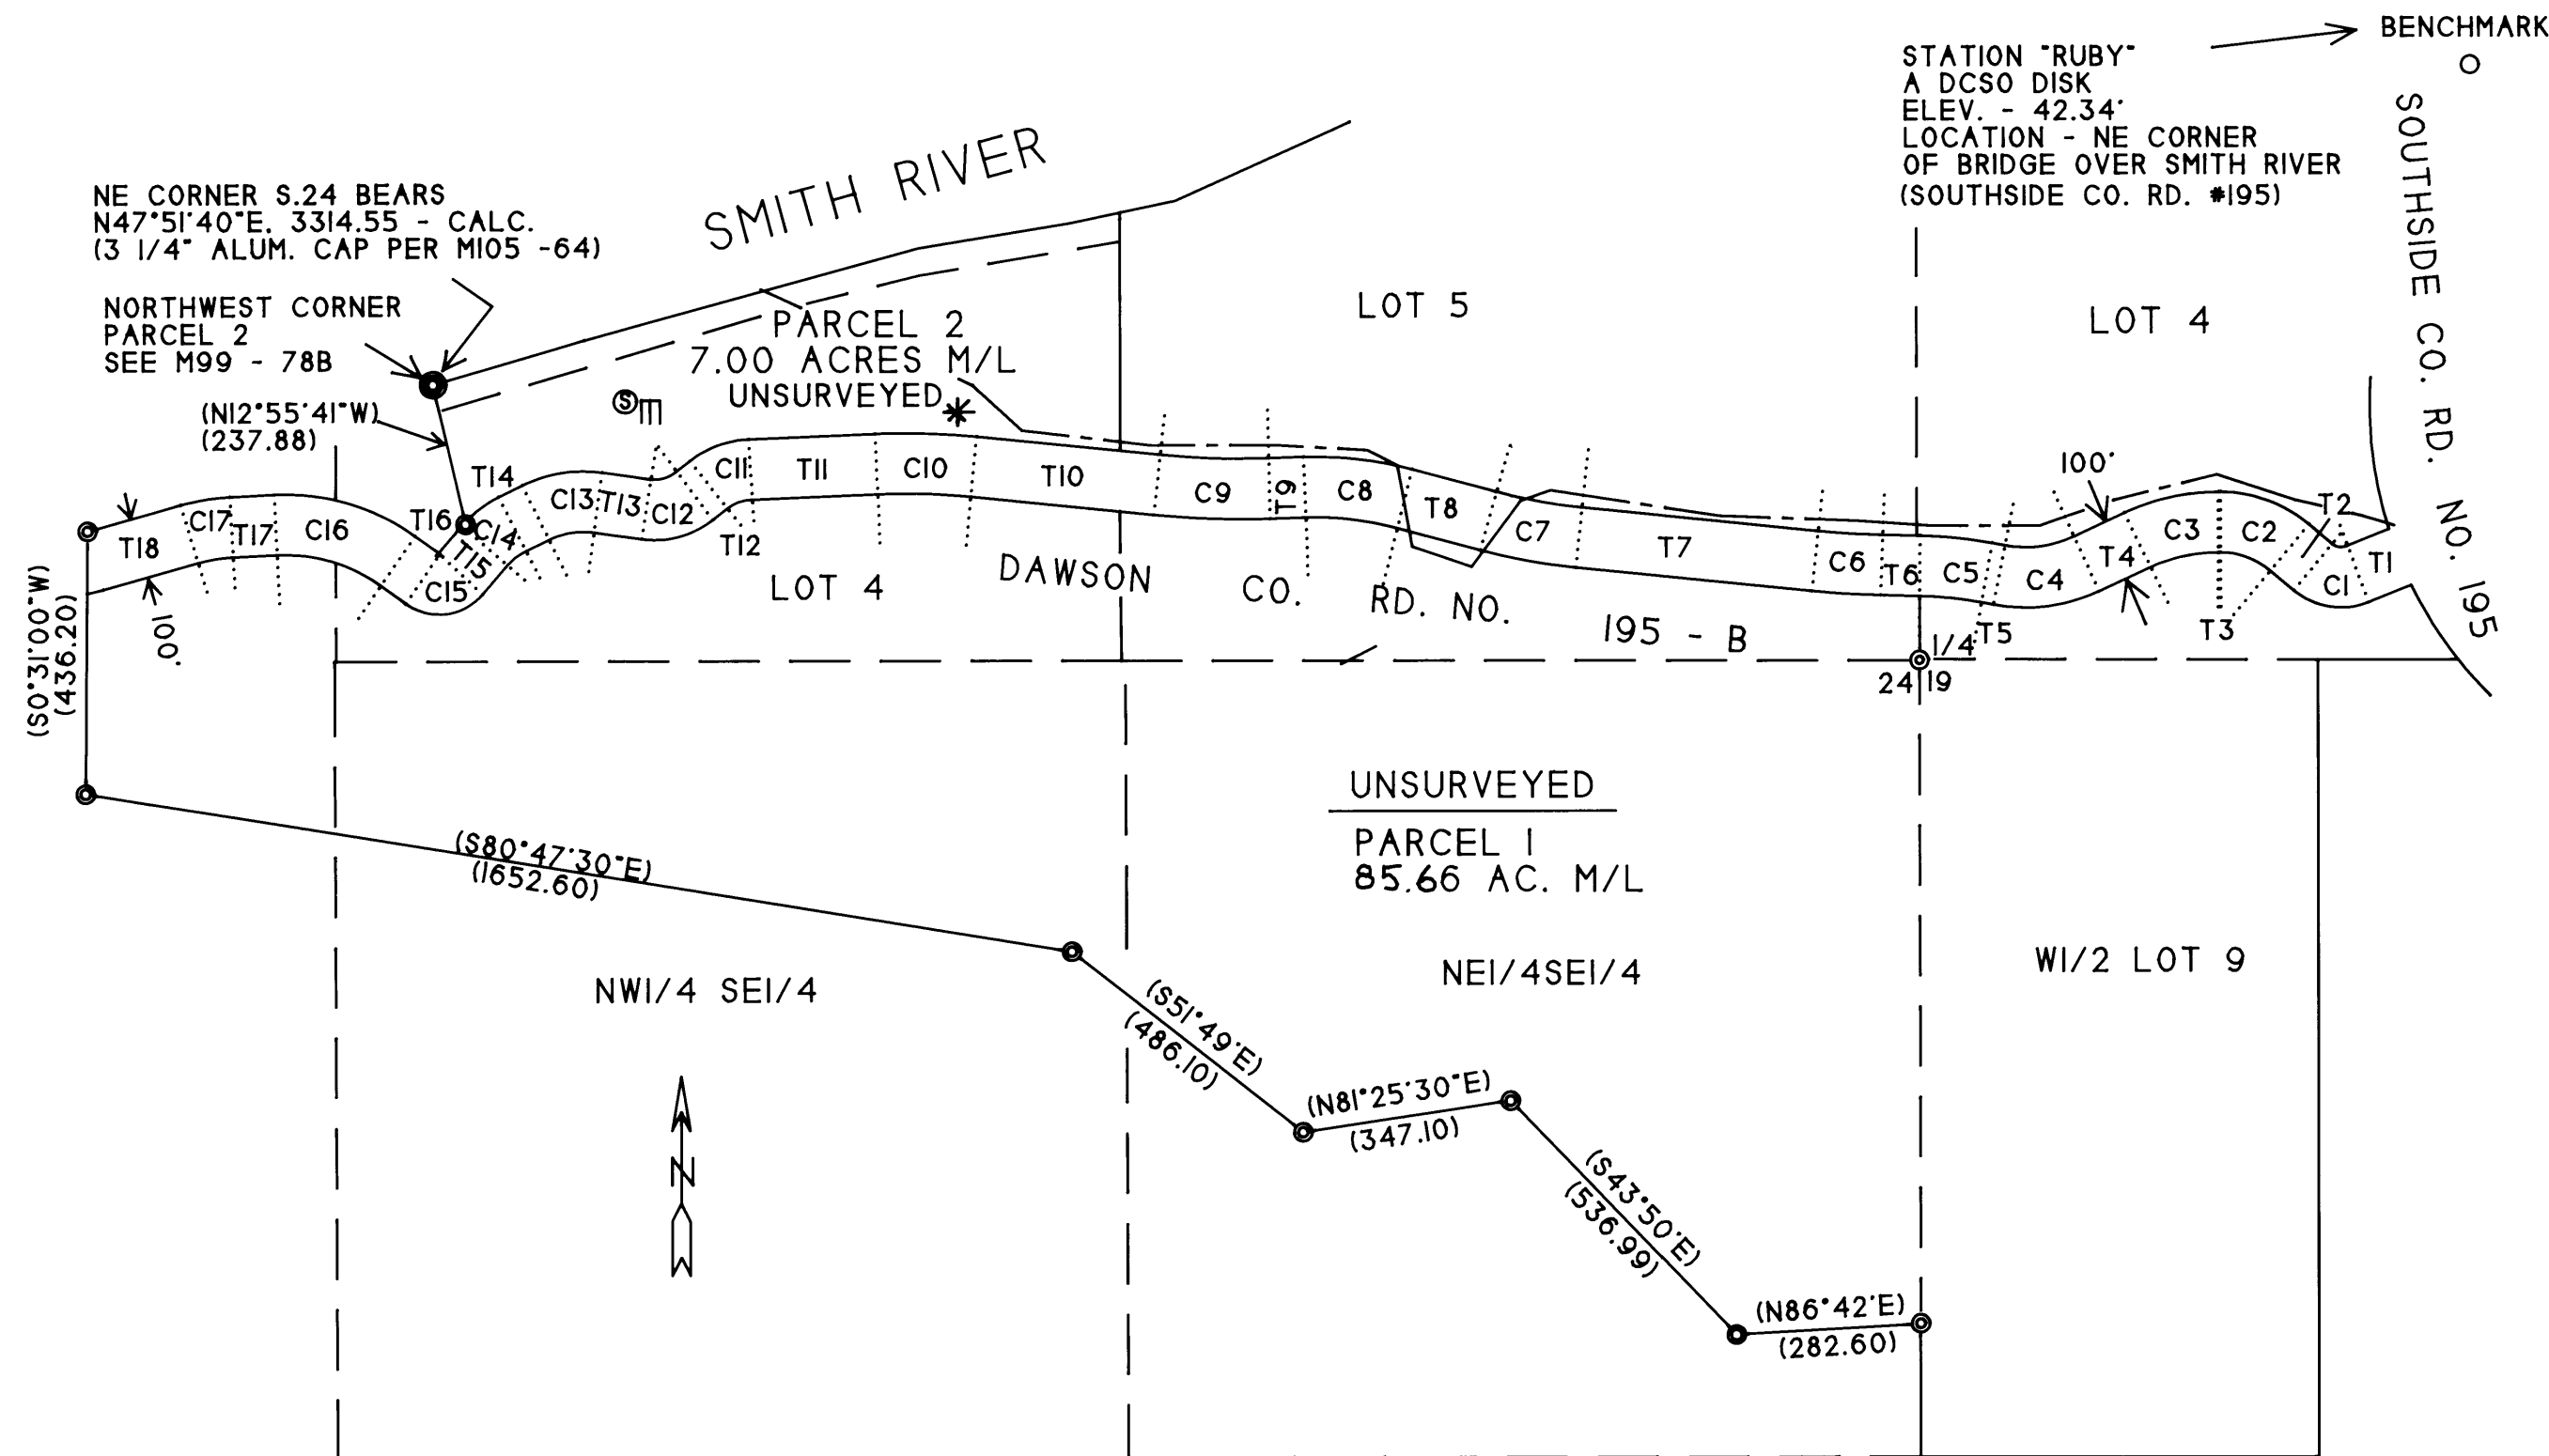 BENCHMARK
STATION "RUBY"
A DCSO DISK
ELEV. - 42.34'
LOCATION - NE CORNER
OF BRIDGE OVER SMITH RIVER
(SOUTHSIDE CO. RD. #195)
SOUTHSIDE CO. RD. NO. 195
SMITH RIVER
NE CORNER S.24 BEARS
N47°51'40"E. 3314.55 - CALC.
(3 1/4" ALUM. CAP PER M105 -64)
NORTHWEST CORNER
PARCEL 2
SEE M99 - 78B
(N12°55'41"W)
(237.88)
PARCEL 2
7.00 ACRES M/L
UNSURVEYED
S
LOT 5
LOT 4
100'
T18
C17
T17
C16
T16
T14
C14
T15
C15
C13
T13
C12
C11
T12
T11
C10
T10
C9
T9
C8
T8
C7
T7
C6
T6
C5
T5
C4
T4
C3
T3
C2
T2
C1
T1
100'
LOT 4
DAWSON CO. RD. NO. 195 - B
1/4
24 19
(S0°31'00"W)
(436.20)
(S80°47'30"E)
(1652.60)
UNSURVEYED
PARCEL 1
85.66 AC. M/L
NW1/4 SE1/4
NE1/4SE1/4
W1/2 LOT 9
(S51°49'E)
(486.10)
(N81°25'30"E)
(347.10)
(S43°50'E)
(536.99)
(N86°42'E)
(282.60)
N